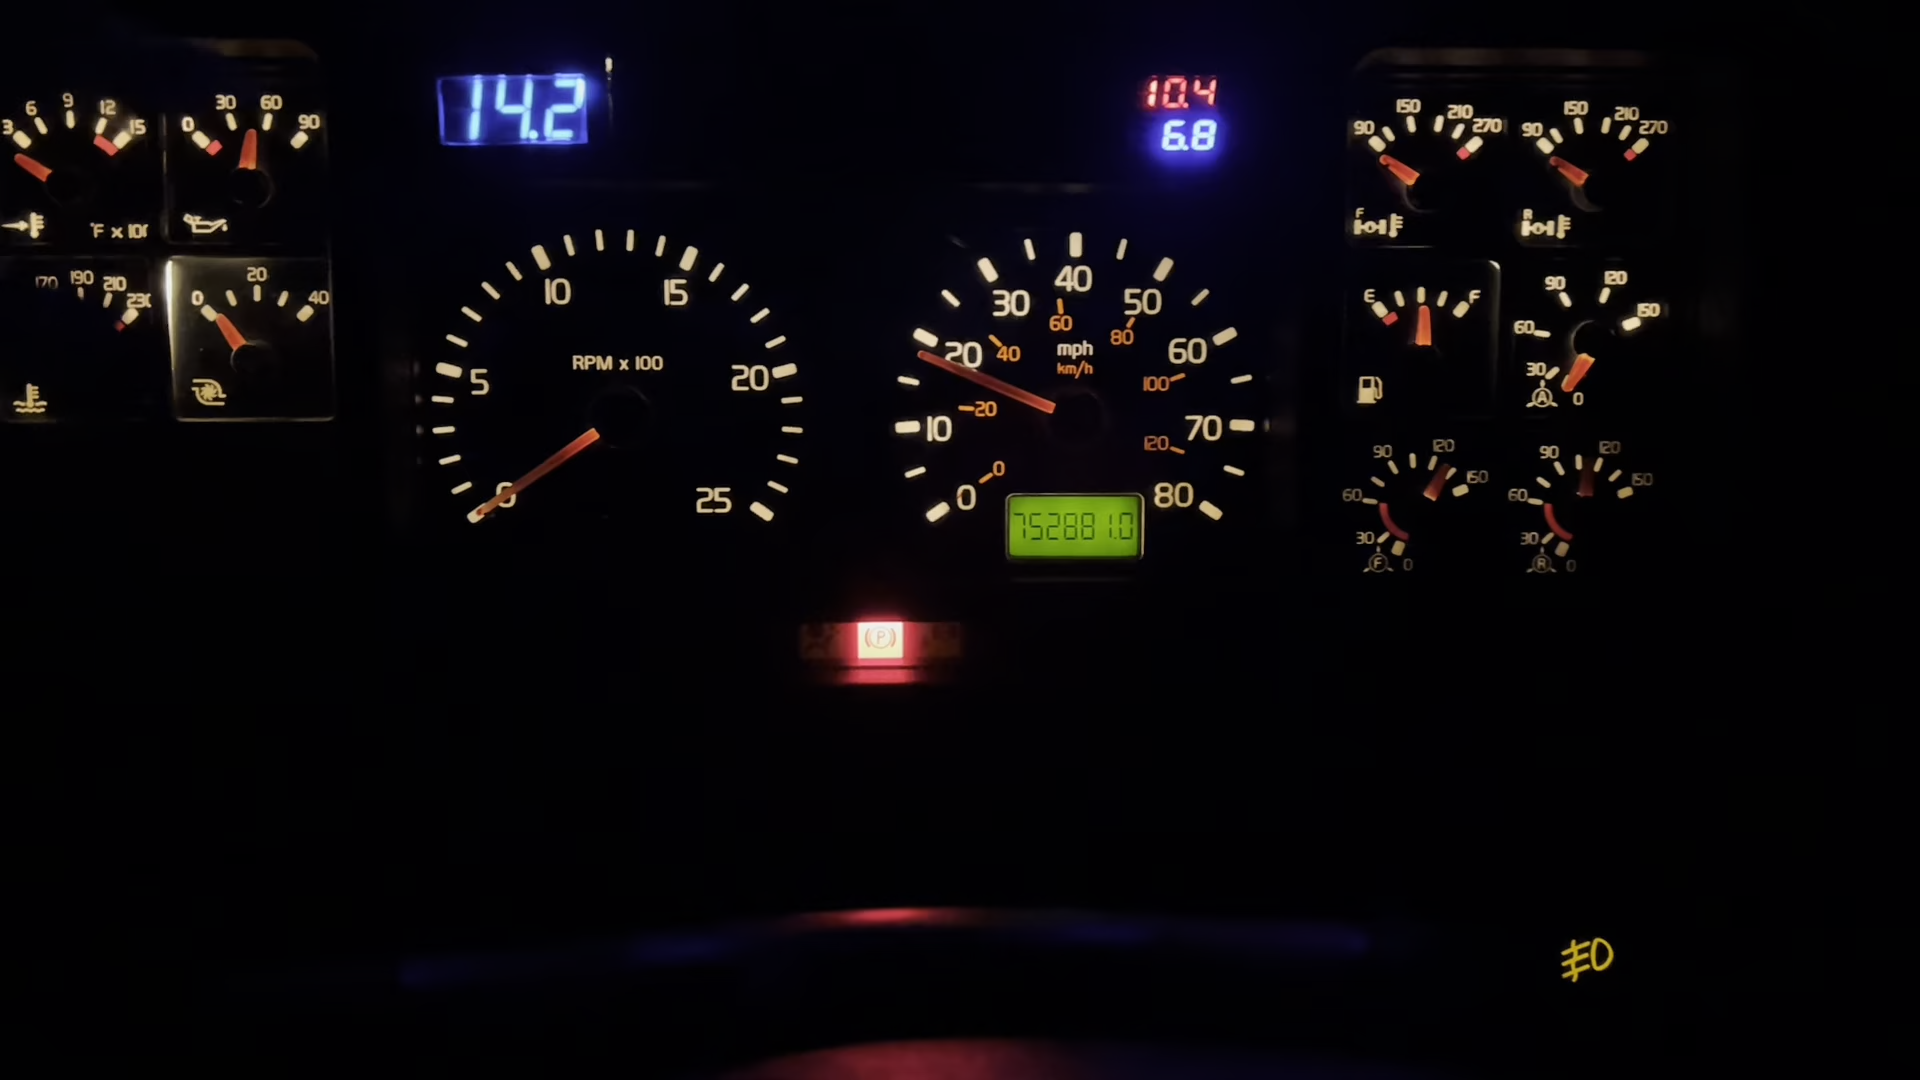 14.2
10.4
6.8
3 6 9 12 15
°F x 100
0 30 60 90
170 190 210 230
0 20 40
0 5 10 15 20 25
RPM x 100
0 10 20 30 40 50 60 70 80
mph
km/h
0 20 40 60 80 100 120
752881.0
P
90 150 210 270
F
90 150 210 270
R
E F
0 30 60 90 120 150
A
0 30 60 90 120 150
F
0 30 60 90 120 150
R